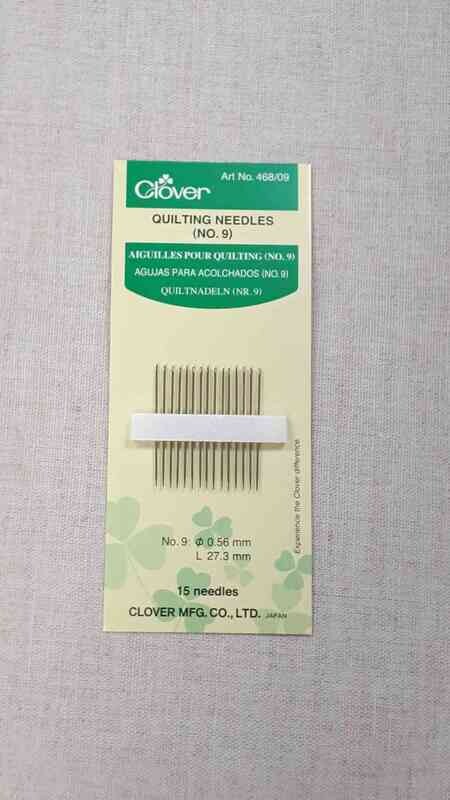 Clover
Art No. 468/09
QUILTING NEEDLES
(NO. 9)
AIGUILLES POUR QUILTING (NO. 9)
AGUJAS PARA ACOLCHADOS (NO.9)
QUILTNADELN (NR. 9)
Experience the Clover difference.
No. 9: φ 0.56 mm
L 27.3 mm
15 needles
CLOVER MFG. CO., LTD. JAPAN